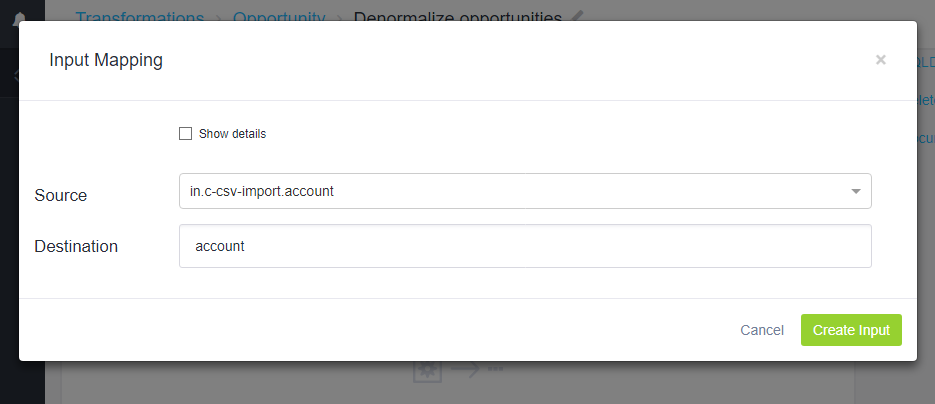 Transformations > Opportunity > Denormalize opportunities
Input Mapping
×
Show details
Source
in.c-csv-import.account
Destination
account
Cancel
Create Input